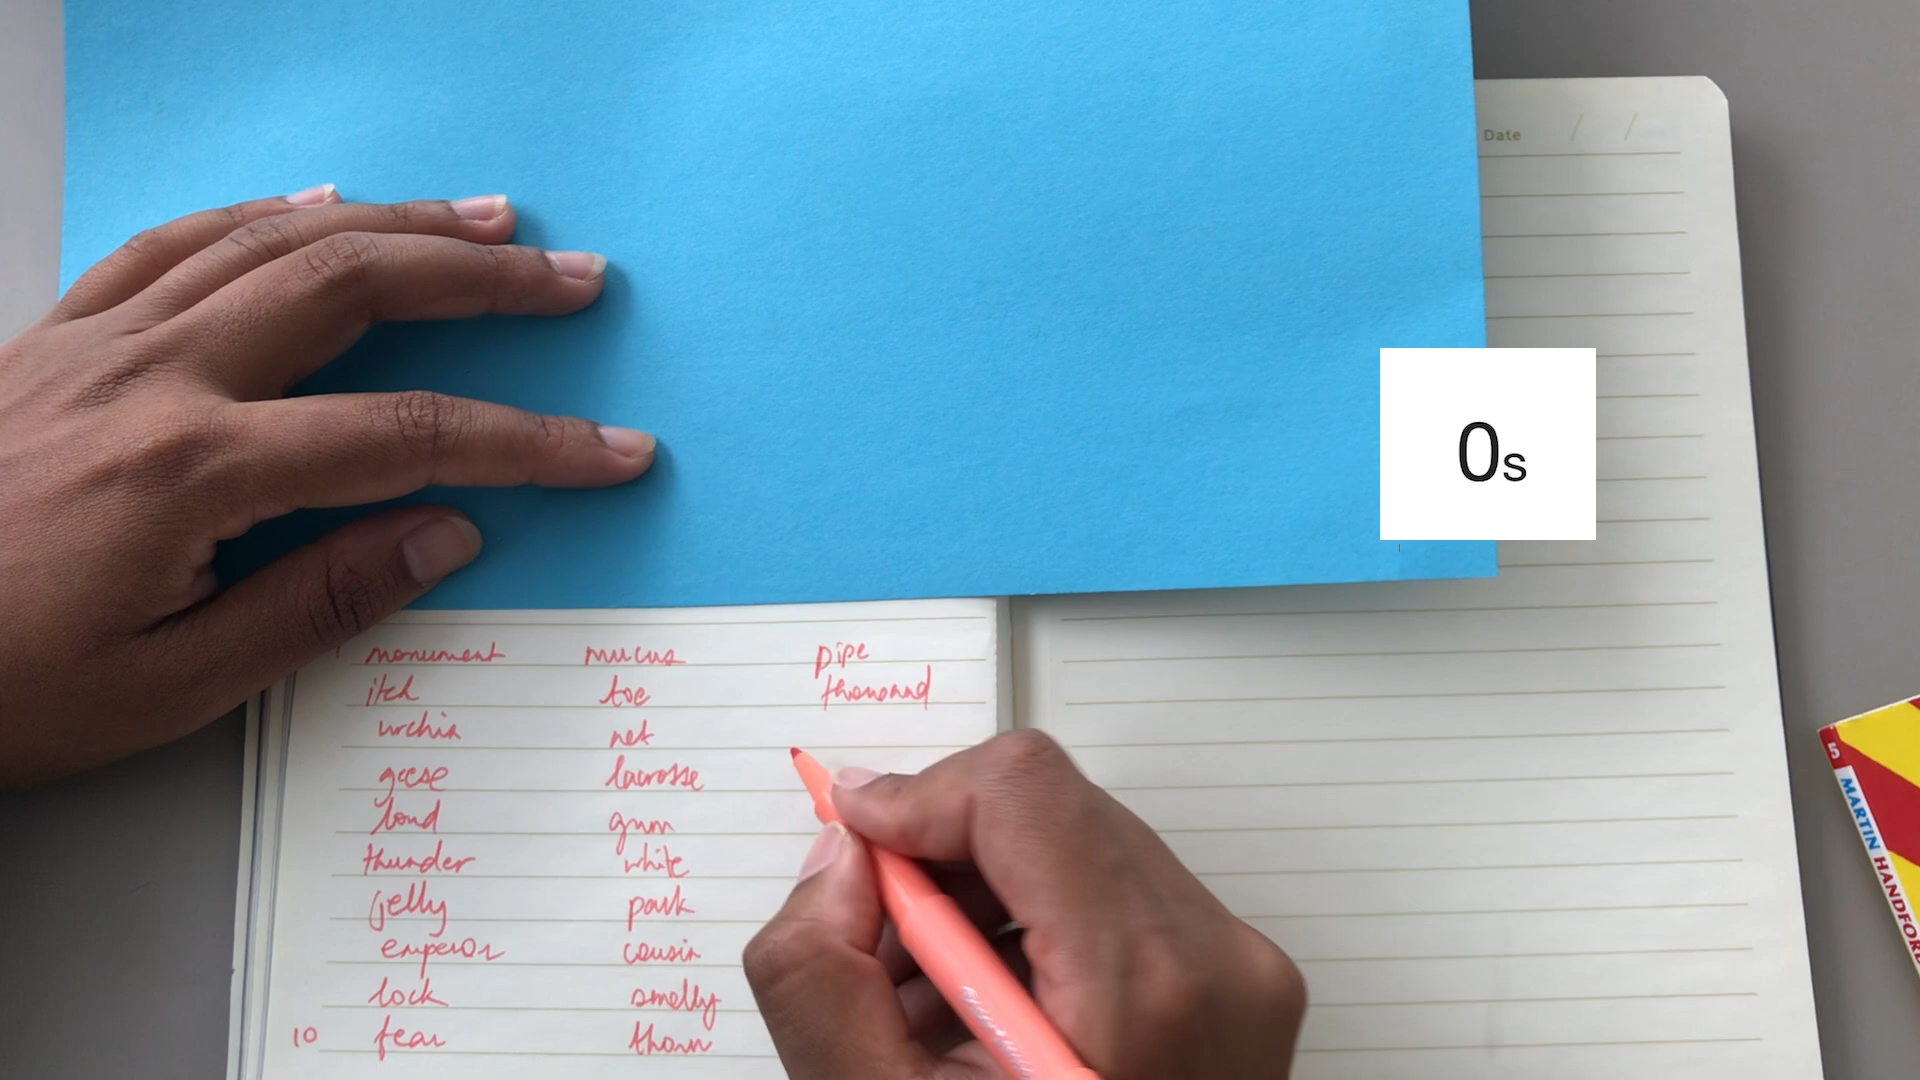 Date / /
0s
monument mucus pipe
itch toe thousand
urchin net
geese lacrosse
loud gum
thunder white
jelly park
emperor cousin
lock smelly
10 fear thorn
5 MARTIN HANDFOR